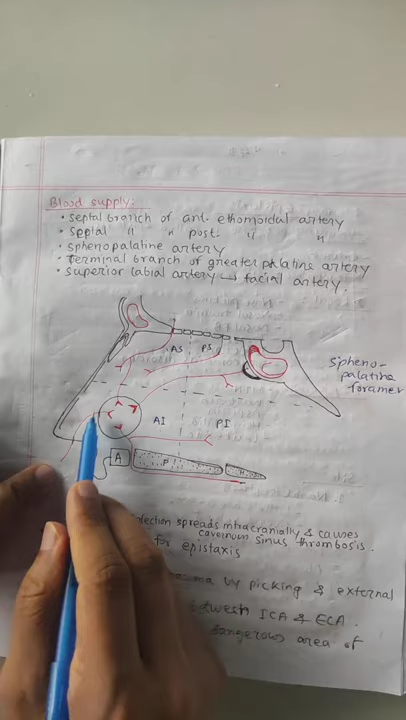 Blood supply:
• septal branch of ant. ethomoidal artery
• septal " " post. " "
• sphenopalatine artery
• Terminal branch of greater palatine artery
• superior labial artery → facial artery.
AS PS
spheno-
palatine
foramen
AI PI
A P H
infection spreads intracranially & causes
cavernous sinus thrombosis.
for epistaxis
by picking & external
between ICA & ECA.
dangerous area of